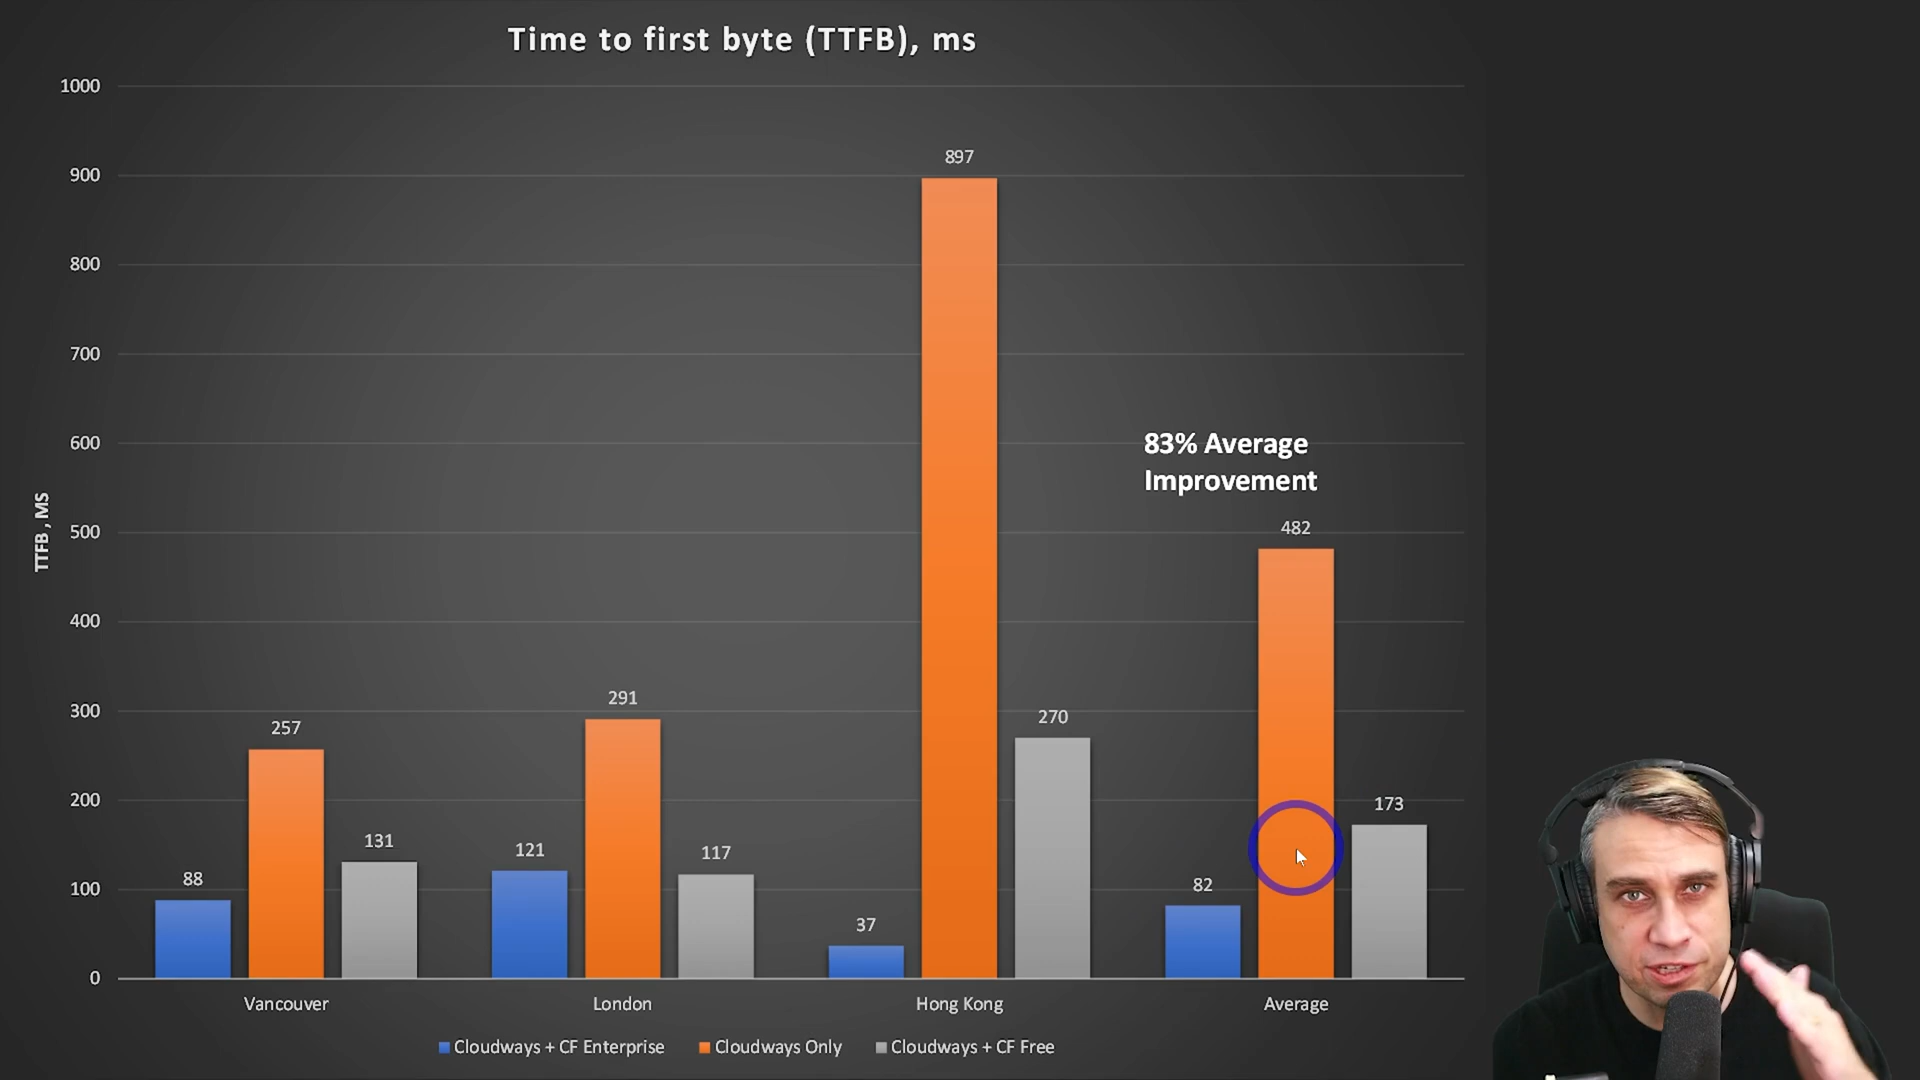 Time to first byte (TTFB), ms
1000
900
800
700
600
500
400
300
200
100
0
TTFB , MS
88
257
131
121
291
117
37
897
270
83% Average
Improvement
82
482
173
Vancouver
London
Hong Kong
Average
Cloudways + CF Enterprise
Cloudways Only
Cloudways + CF Free